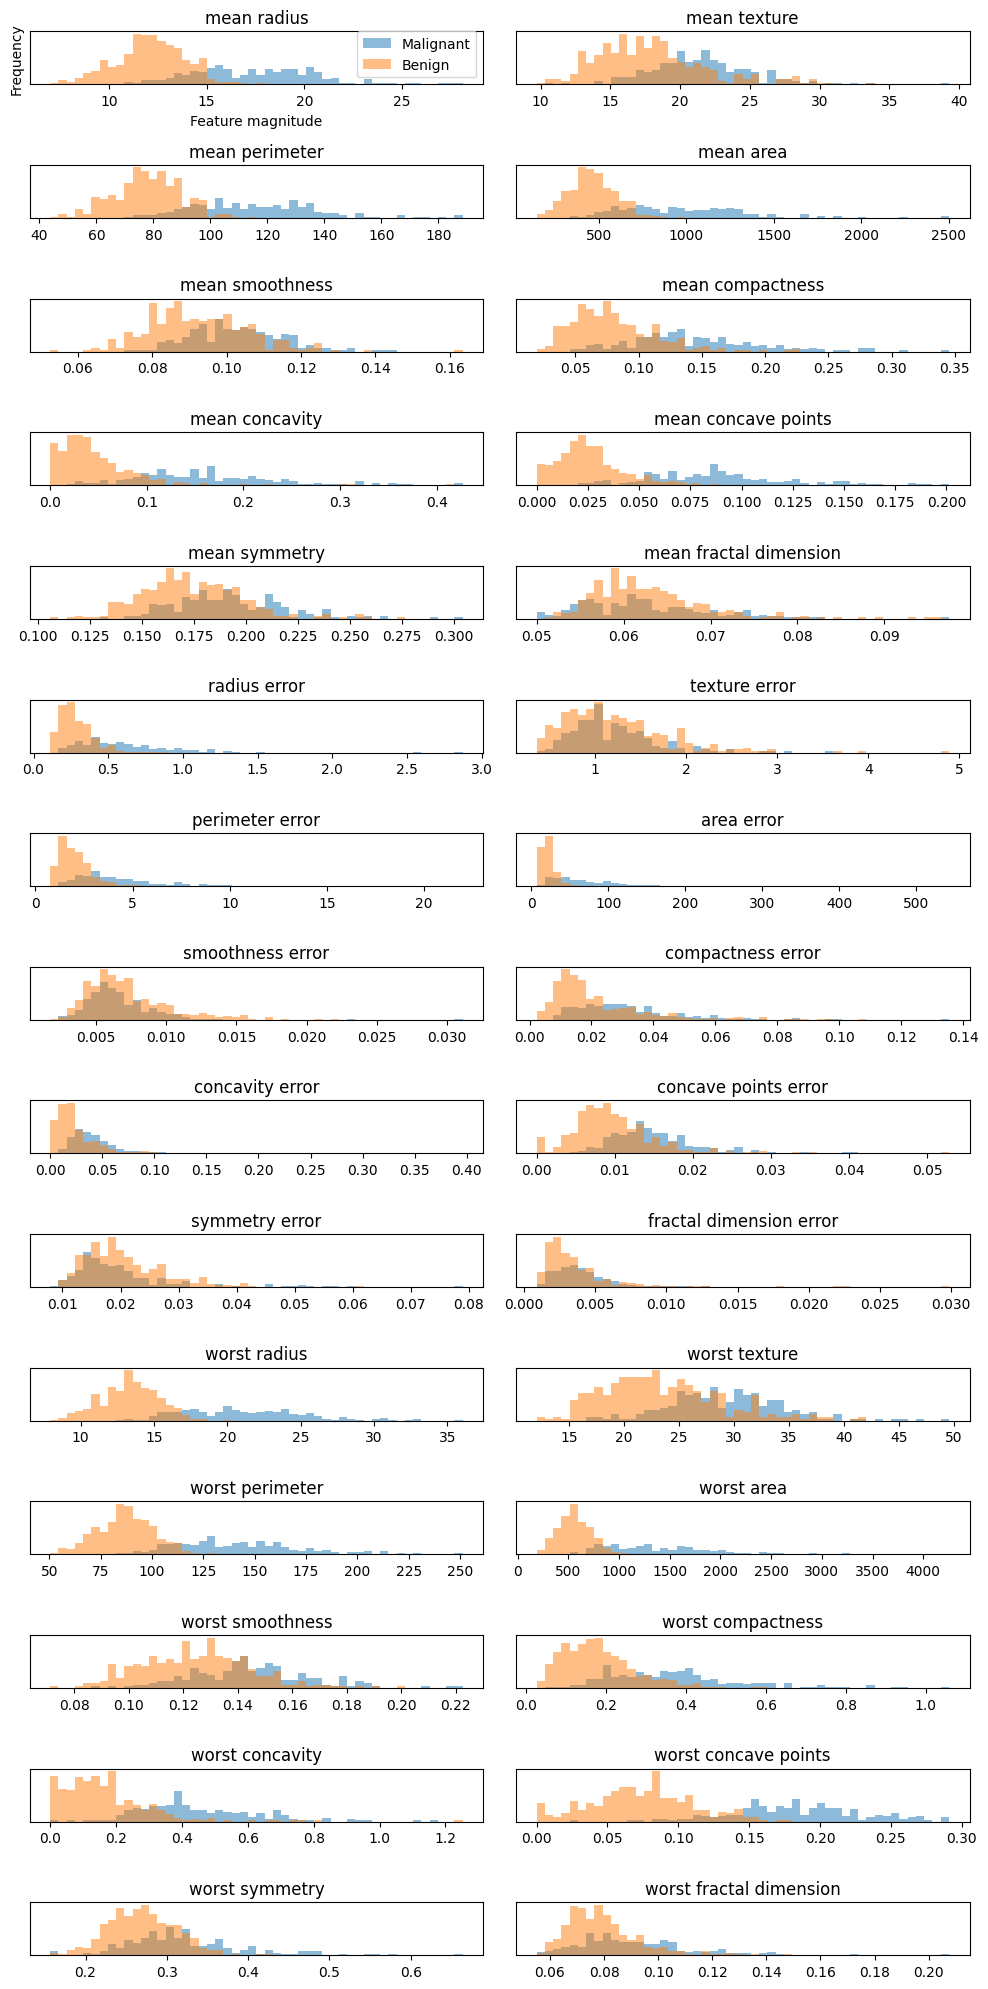 mean radius
mean texture
Frequency
Malignant
Benign
10 15 20 25
10 15 20 25 30 35 40
Feature magnitude
mean perimeter
mean area
40 60 80 100 120 140 160 180
500 1000 1500 2000 2500
mean smoothness
mean compactness
0.06 0.08 0.10 0.12 0.14 0.16
0.05 0.10 0.15 0.20 0.25 0.30 0.35
mean concavity
mean concave points
0.0 0.1 0.2 0.3 0.4
0.000 0.025 0.050 0.075 0.100 0.125 0.150 0.175 0.200
mean symmetry
mean fractal dimension
0.100 0.125 0.150 0.175 0.200 0.225 0.250 0.275 0.300
0.05 0.06 0.07 0.08 0.09
radius error
texture error
0.0 0.5 1.0 1.5 2.0 2.5 3.0
1 2 3 4 5
perimeter error
area error
0 5 10 15 20
0 100 200 300 400 500
smoothness error
compactness error
0.005 0.010 0.015 0.020 0.025 0.030
0.00 0.02 0.04 0.06 0.08 0.10 0.12 0.14
concavity error
concave points error
0.00 0.05 0.10 0.15 0.20 0.25 0.30 0.35 0.40
0.00 0.01 0.02 0.03 0.04 0.05
symmetry error
fractal dimension error
0.01 0.02 0.03 0.04 0.05 0.06 0.07 0.08
0.000 0.005 0.010 0.015 0.020 0.025 0.030
worst radius
worst texture
10 15 20 25 30 35
15 20 25 30 35 40 45 50
worst perimeter
worst area
50 75 100 125 150 175 200 225 250
0 500 1000 1500 2000 2500 3000 3500 4000
worst smoothness
worst compactness
0.08 0.10 0.12 0.14 0.16 0.18 0.20 0.22
0.0 0.2 0.4 0.6 0.8 1.0
worst concavity
worst concave points
0.0 0.2 0.4 0.6 0.8 1.0 1.2
0.00 0.05 0.10 0.15 0.20 0.25 0.30
worst symmetry
worst fractal dimension
0.2 0.3 0.4 0.5 0.6
0.06 0.08 0.10 0.12 0.14 0.16 0.18 0.20